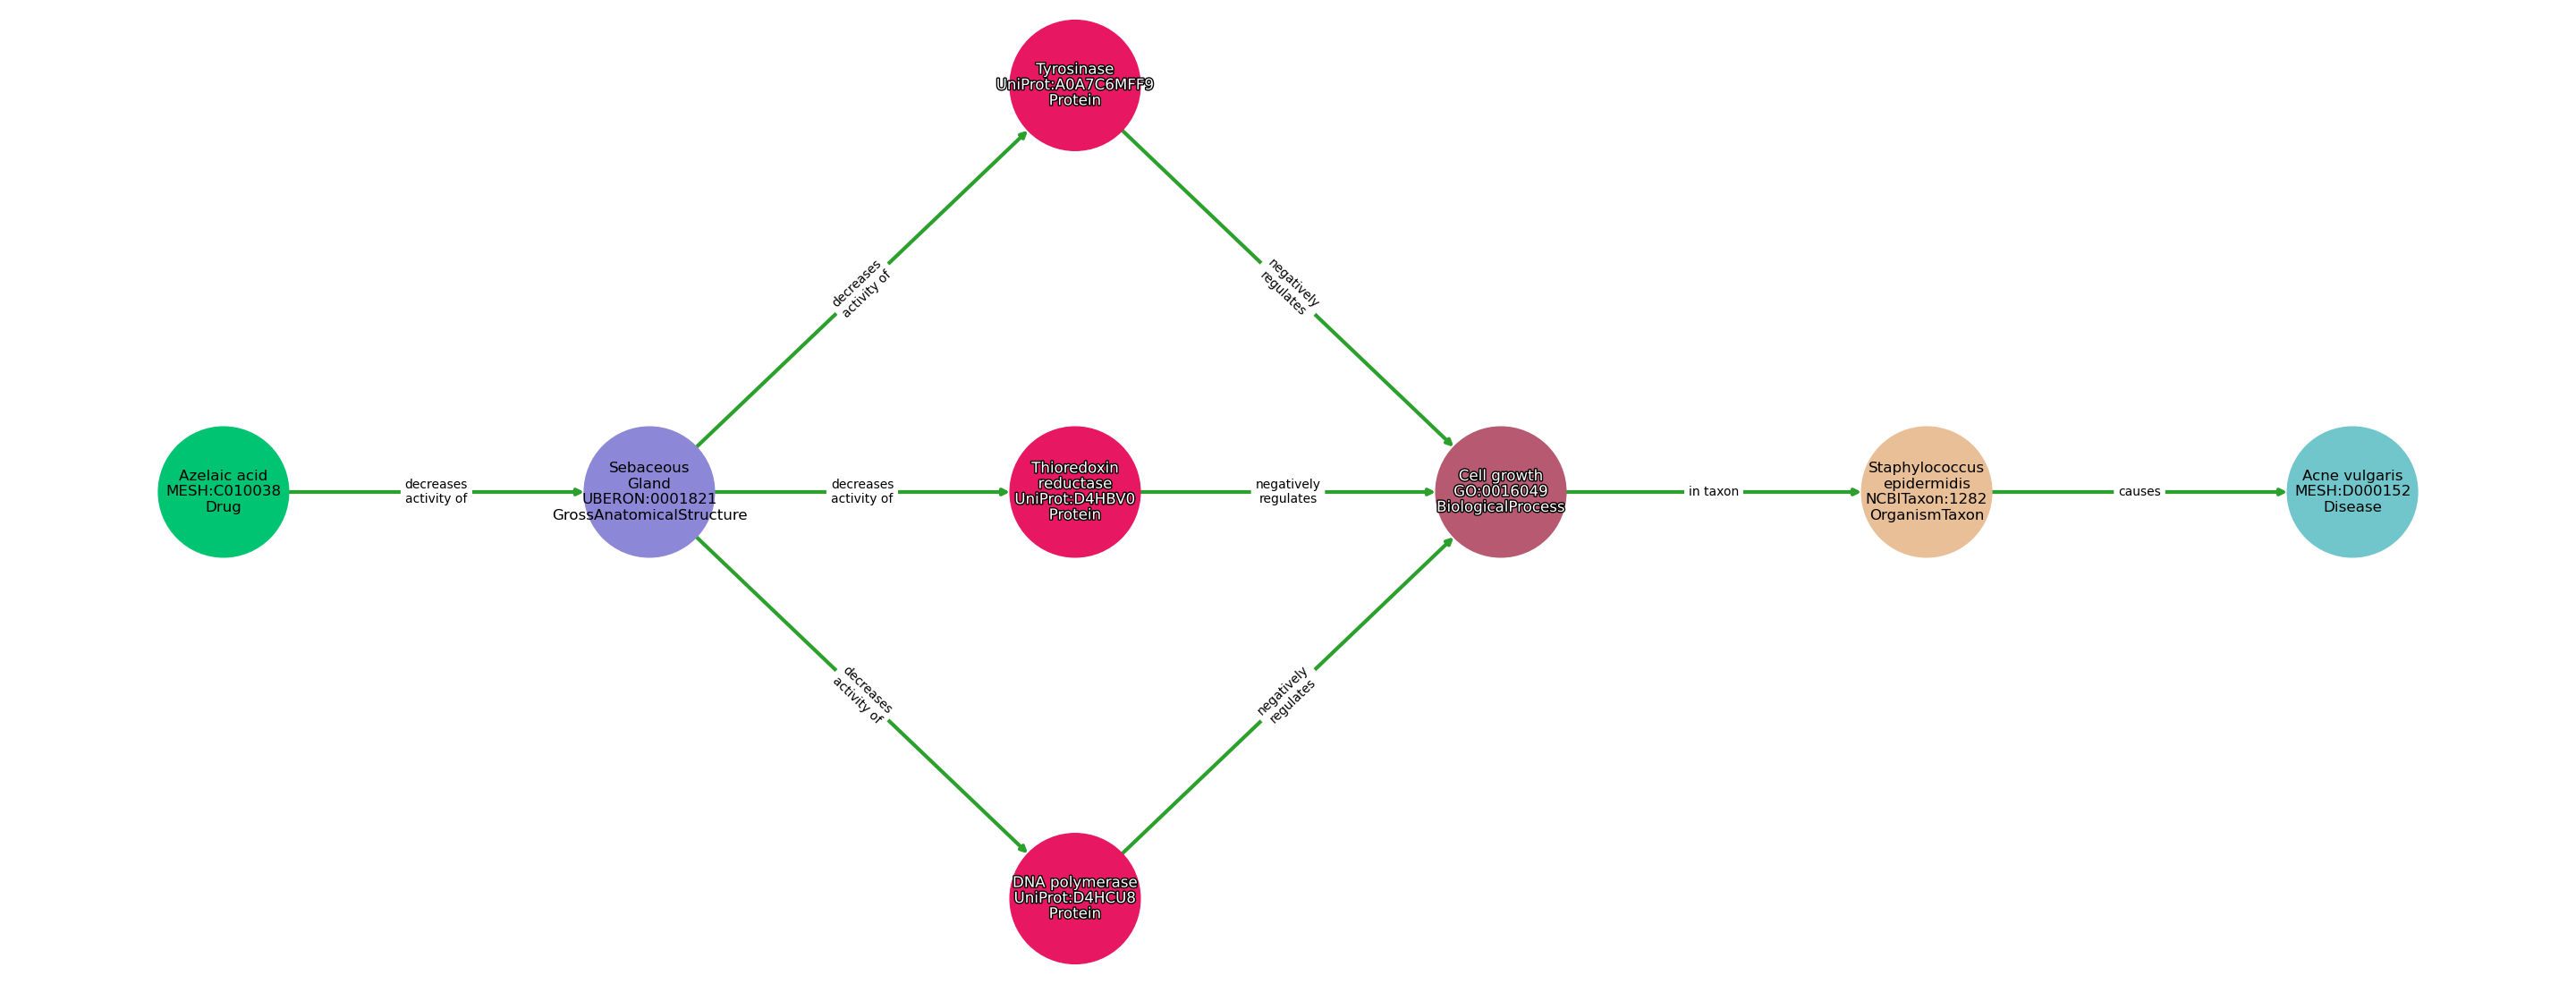 Tyrosinase
UniProt:A0A7C6MFF9
Protein
decreases
activity of
negatively
regulates
Azelaic acid
MESH:C010038
Drug
decreases
activity of
Sebaceous
Gland
UBERON:0001821
GrossAnatomicalStructure
decreases
activity of
Thioredoxin
reductase
UniProt:D4HBV0
Protein
negatively
regulates
Cell growth
GO:0016049
BiologicalProcess
in taxon
Staphylococcus
epidermidis
NCBITaxon:1282
OrganismTaxon
causes
Acne vulgaris
MESH:D000152
Disease
decreases
activity of
negatively
regulates
DNA polymerase
UniProt:D4HCU8
Protein